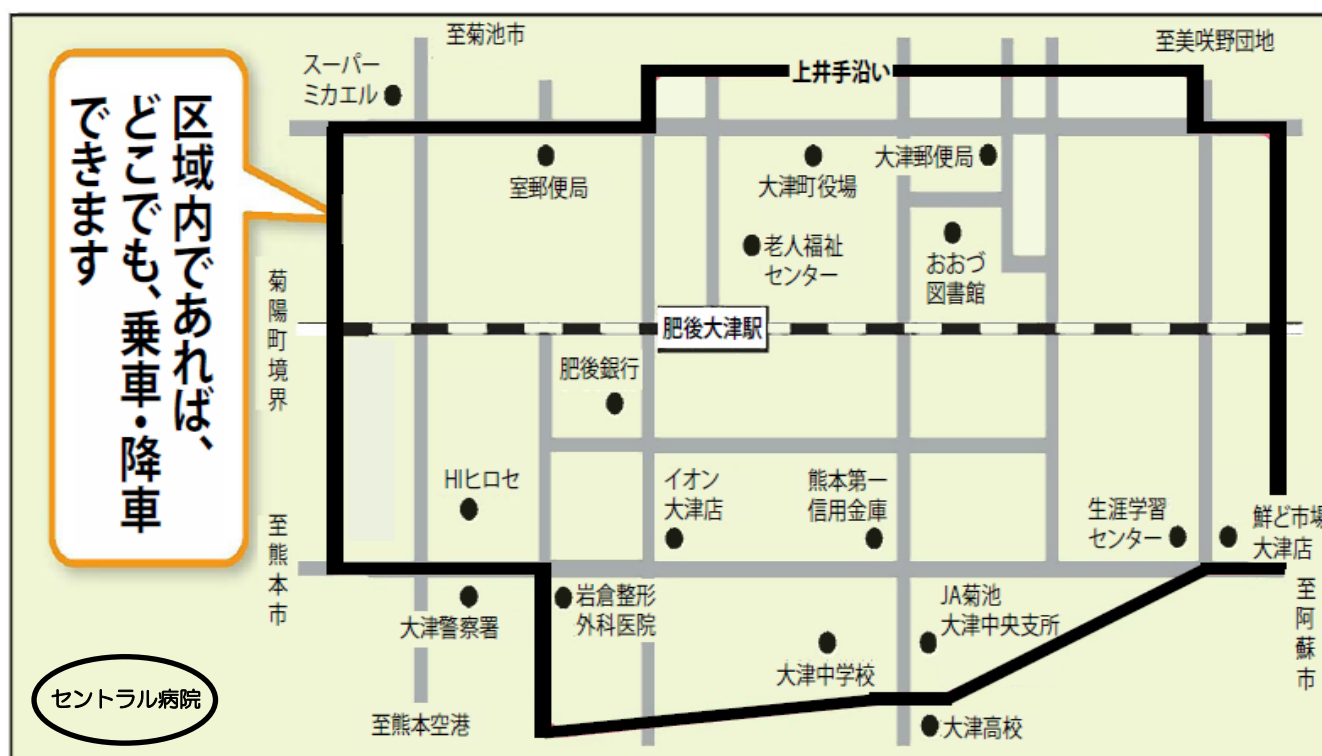 区域内であれば、
どこでも、乗車・降車
できます
至菊池市
スーパー
ミカエル
上井手沿い
至美咲野団地
室郵便局
大津町役場
大津郵便局
老人福祉
センター
おおづ
図書館
菊陽町境界
肥後大津駅
肥後銀行
HIヒロセ
イオン
大津店
熊本第一
信用金庫
生涯学習
センター
鮮ど市場
大津店
至熊本市
大津警察署
岩倉整形
外科医院
JA菊池
大津中央支所
至阿蘇市
大津中学校
セントラル病院
至熊本空港
大津高校